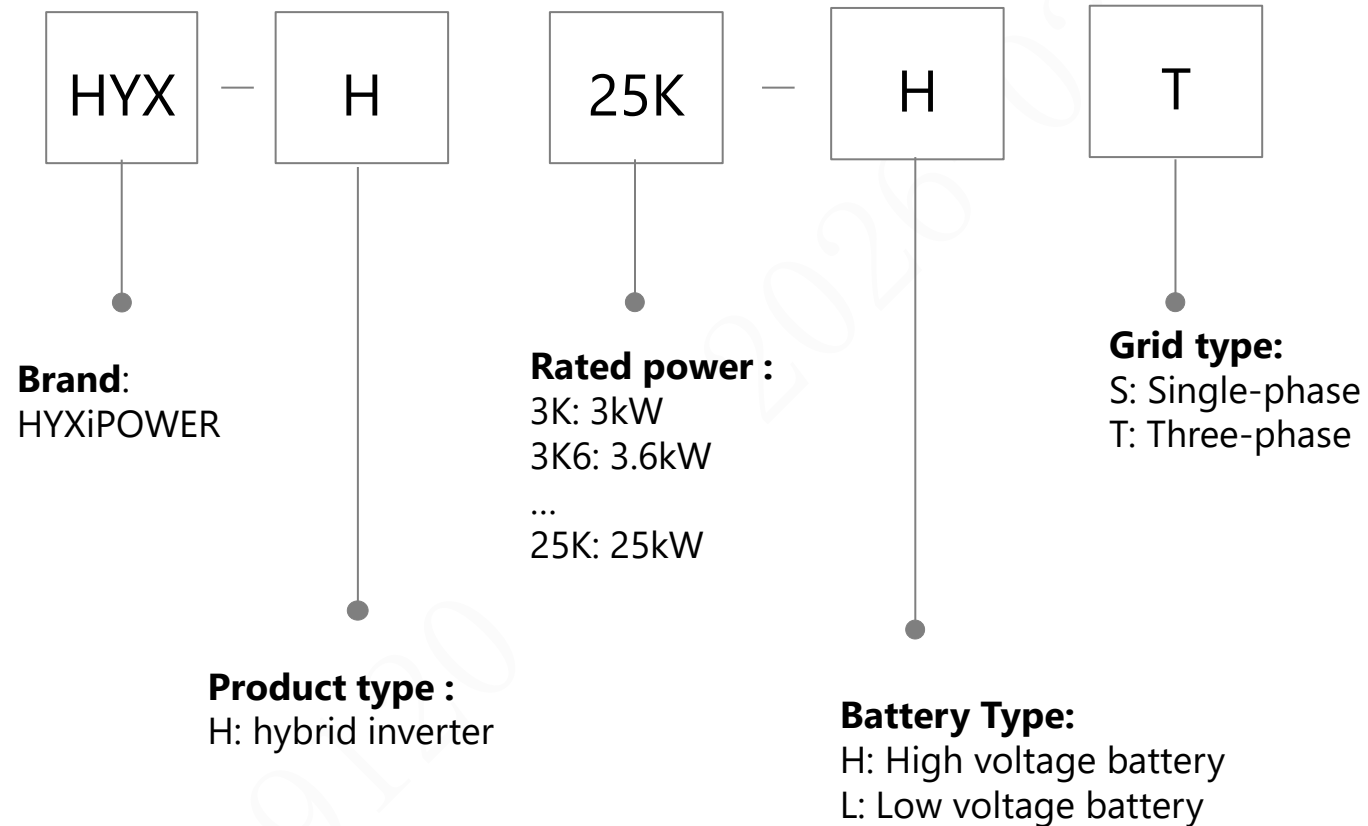 HYX — H 25K — H T
Brand:
HYXiPOWER
Rated power :
3K: 3kW
3K6: 3.6kW
...
25K: 25kW
Grid type:
S: Single-phase
T: Three-phase
Product type :
H: hybrid inverter
Battery Type:
H: High voltage battery
L: Low voltage battery